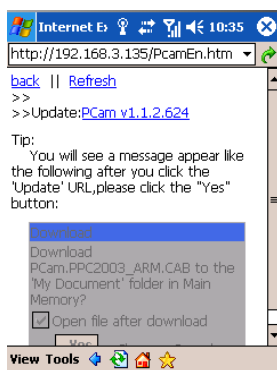 Internet Ex 10:35
http://192.168.3.135/PcamEn.htm
back || Refresh
>>
>>Update:PCam v1.1.2.624
Tip:
You will see a message appear like
the following after you click the
'Update' URL,please click the "Yes"
button:
Download
Download
PCam.PPC2003_ARM.CAB to the
'My Document' folder in Main
Memory?
Open file after download
Yes
View Tools